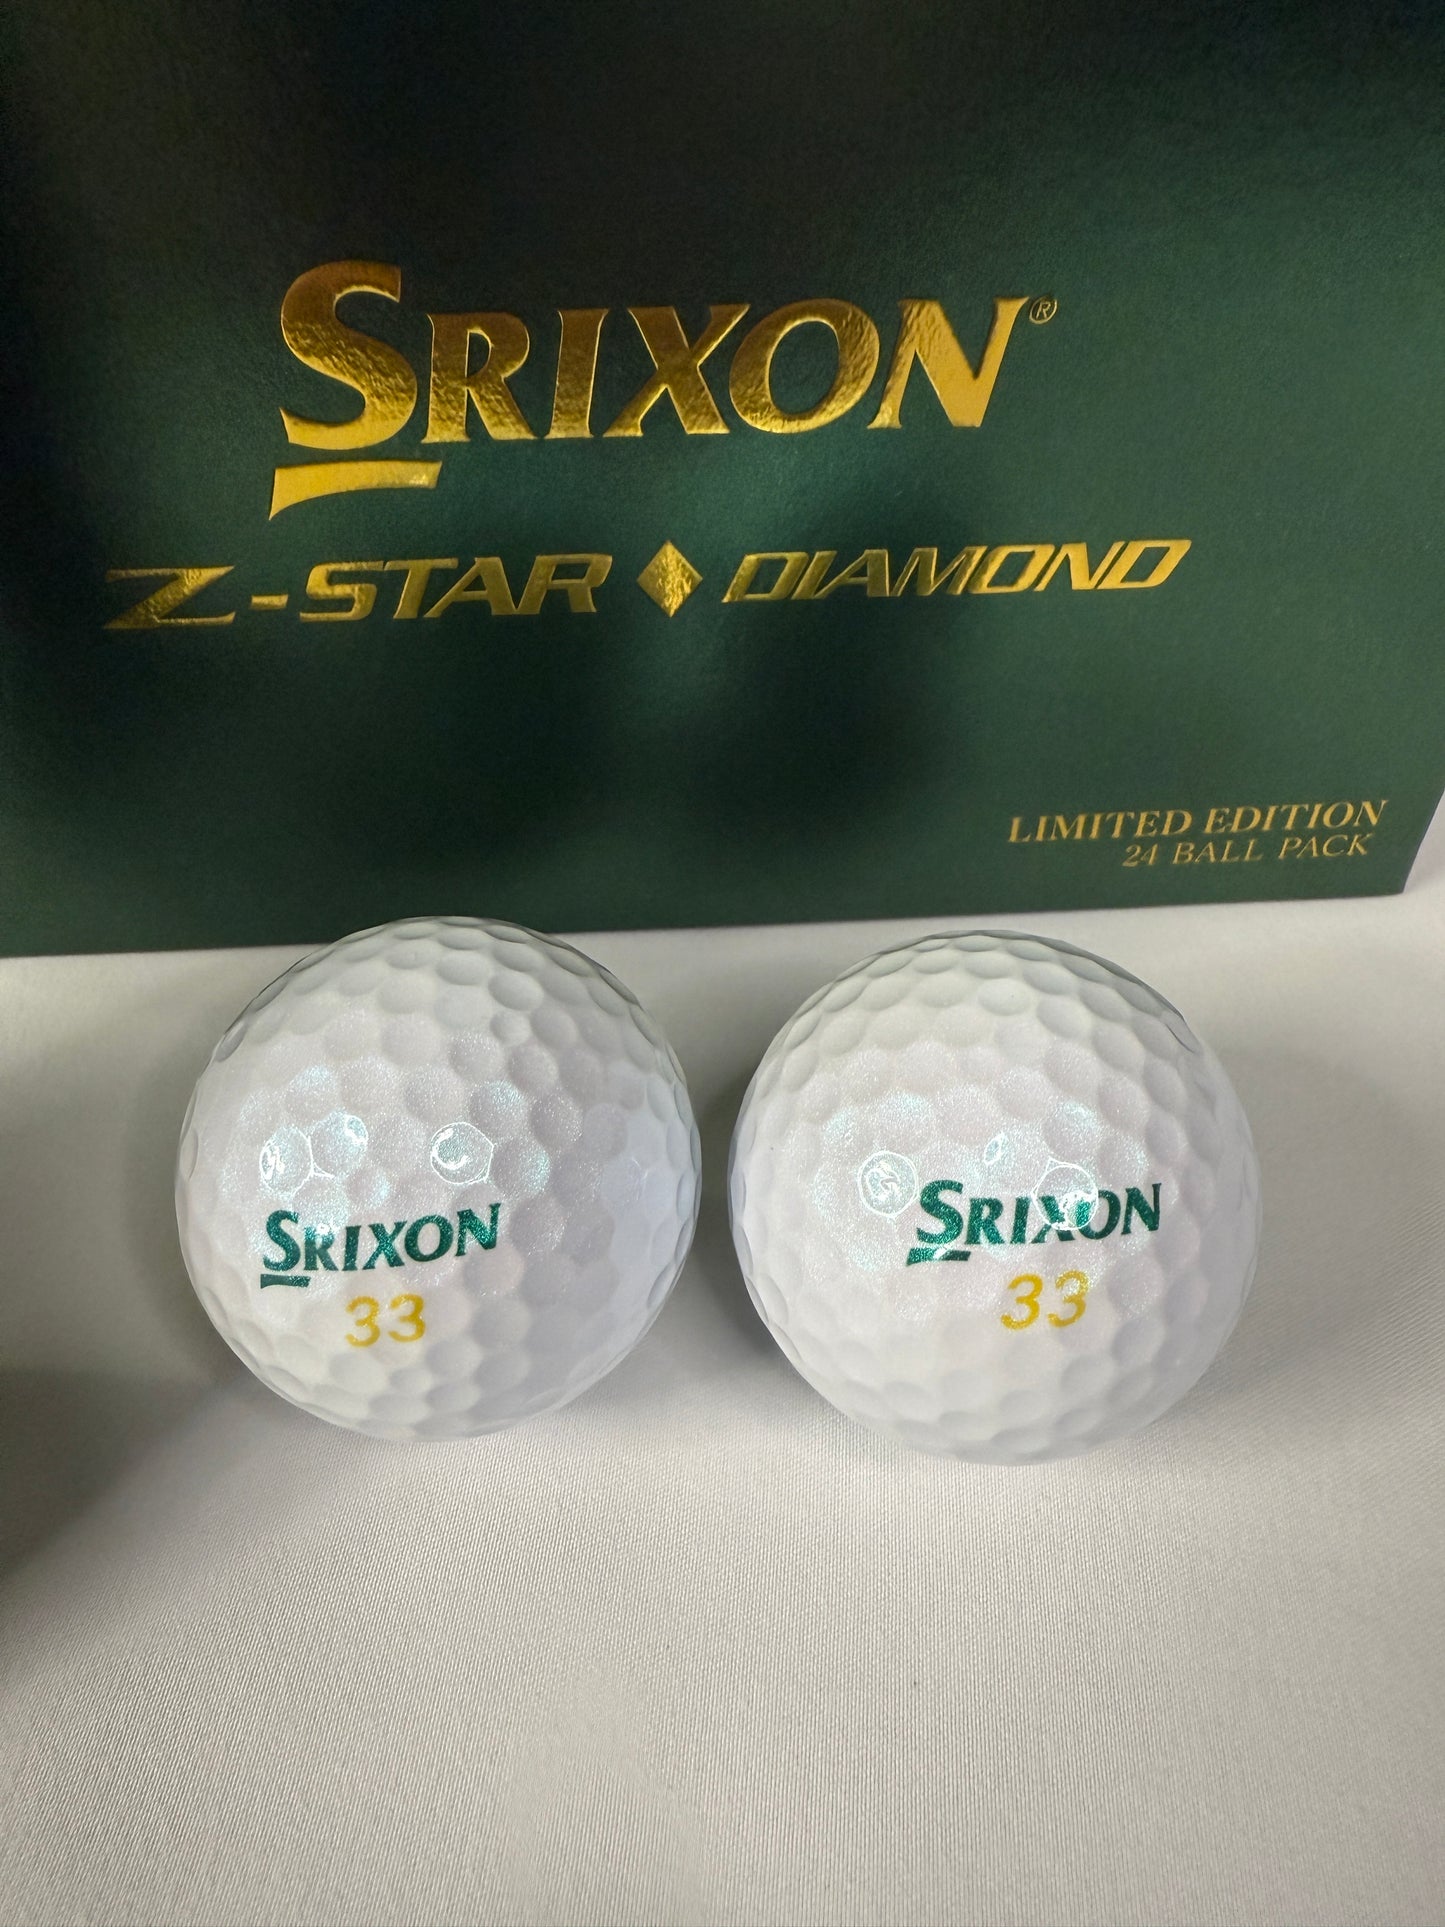 SRIXON®
Z-STAR ♦ DIAMOND
LIMITED EDITION
24 BALL PACK
SRIXON
33
SRIXON
33